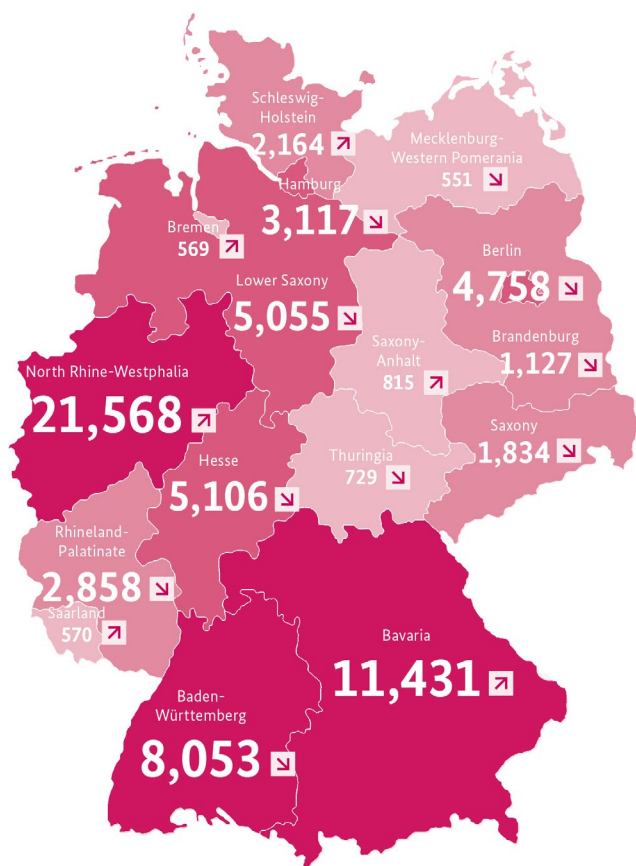 Schleswig-
Holstein
2,164
Mecklenburg-
Western Pomerania
551
Hamburg
3,117
Bremen
569
Berlin
4,758
Lower Saxony
5,055
Brandenburg
1,127
Saxony-
Anhalt
815
North Rhine-Westphalia
21,568
Saxony
1,834
Hesse
5,106
Thuringia
729
Rhineland-
Palatinate
2,858
Saarland
570
Bavaria
11,431
Baden-
Württemberg
8,053